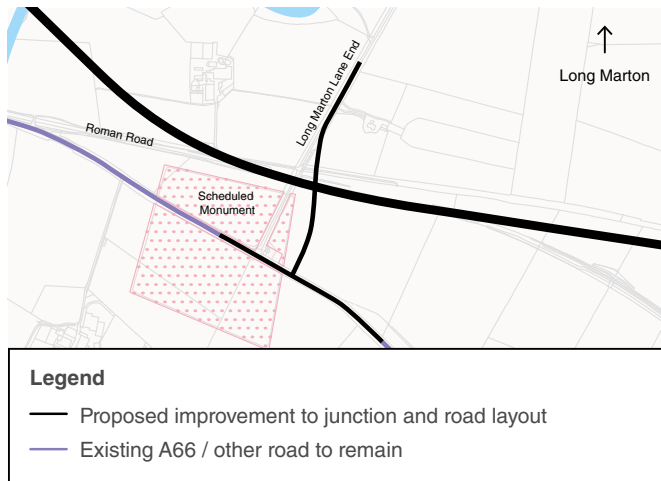 Long Marton
Long Marton Lane End
Roman Road
Scheduled
Monument
Legend
Proposed improvement to junction and road layout
Existing A66 / other road to remain